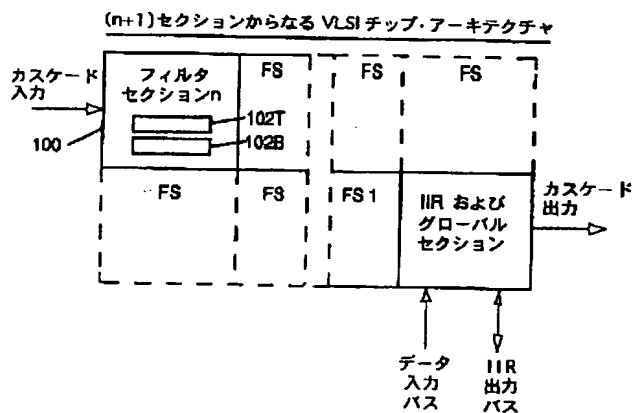 (n+1)セクションからなる VLSI チップ・アーキテクチャ
カスケード
入力
フィルタ
セクションn
FS
FS
FS
102T
102B
100
FS
FS
FS 1
IIR および
グローバル
セクション
カスケード
出力
データ
入力
バス
IIR
出力
バス